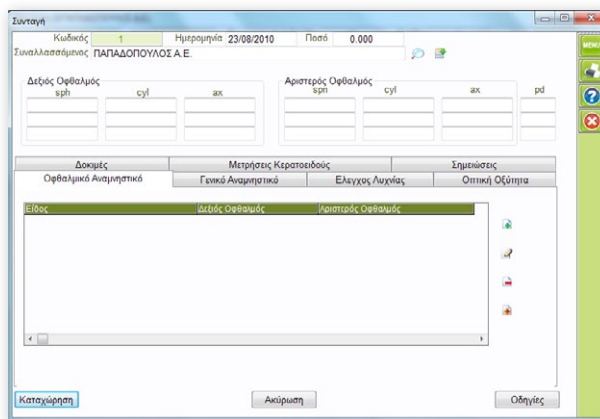 Συνταγή
Κωδικός 1 Ημερομηνία 23/08/2010 Ποσό 0.000
Συναλλασσόμενος ΠΑΠΑΔΟΠΟΥΛΟΣ Α.Ε.
MENU
Δεξιός Οφθαλμός Αριστερός Οφθαλμός
sph cyl ax sph cyl ax pd
Δοκιμές Μετρήσεις Κερατοειδούς Σημειώσεις
Οφθαλμικό Αναμνηστικό Γενικό Αναμνηστικό Ελεγχος Λυχνίας Οπτική Οξύτητα
Είδος Δεξιός Οφθαλμός Αριστερός Οφθαλμός
Καταχώρηση Ακύρωση Οδηγίες